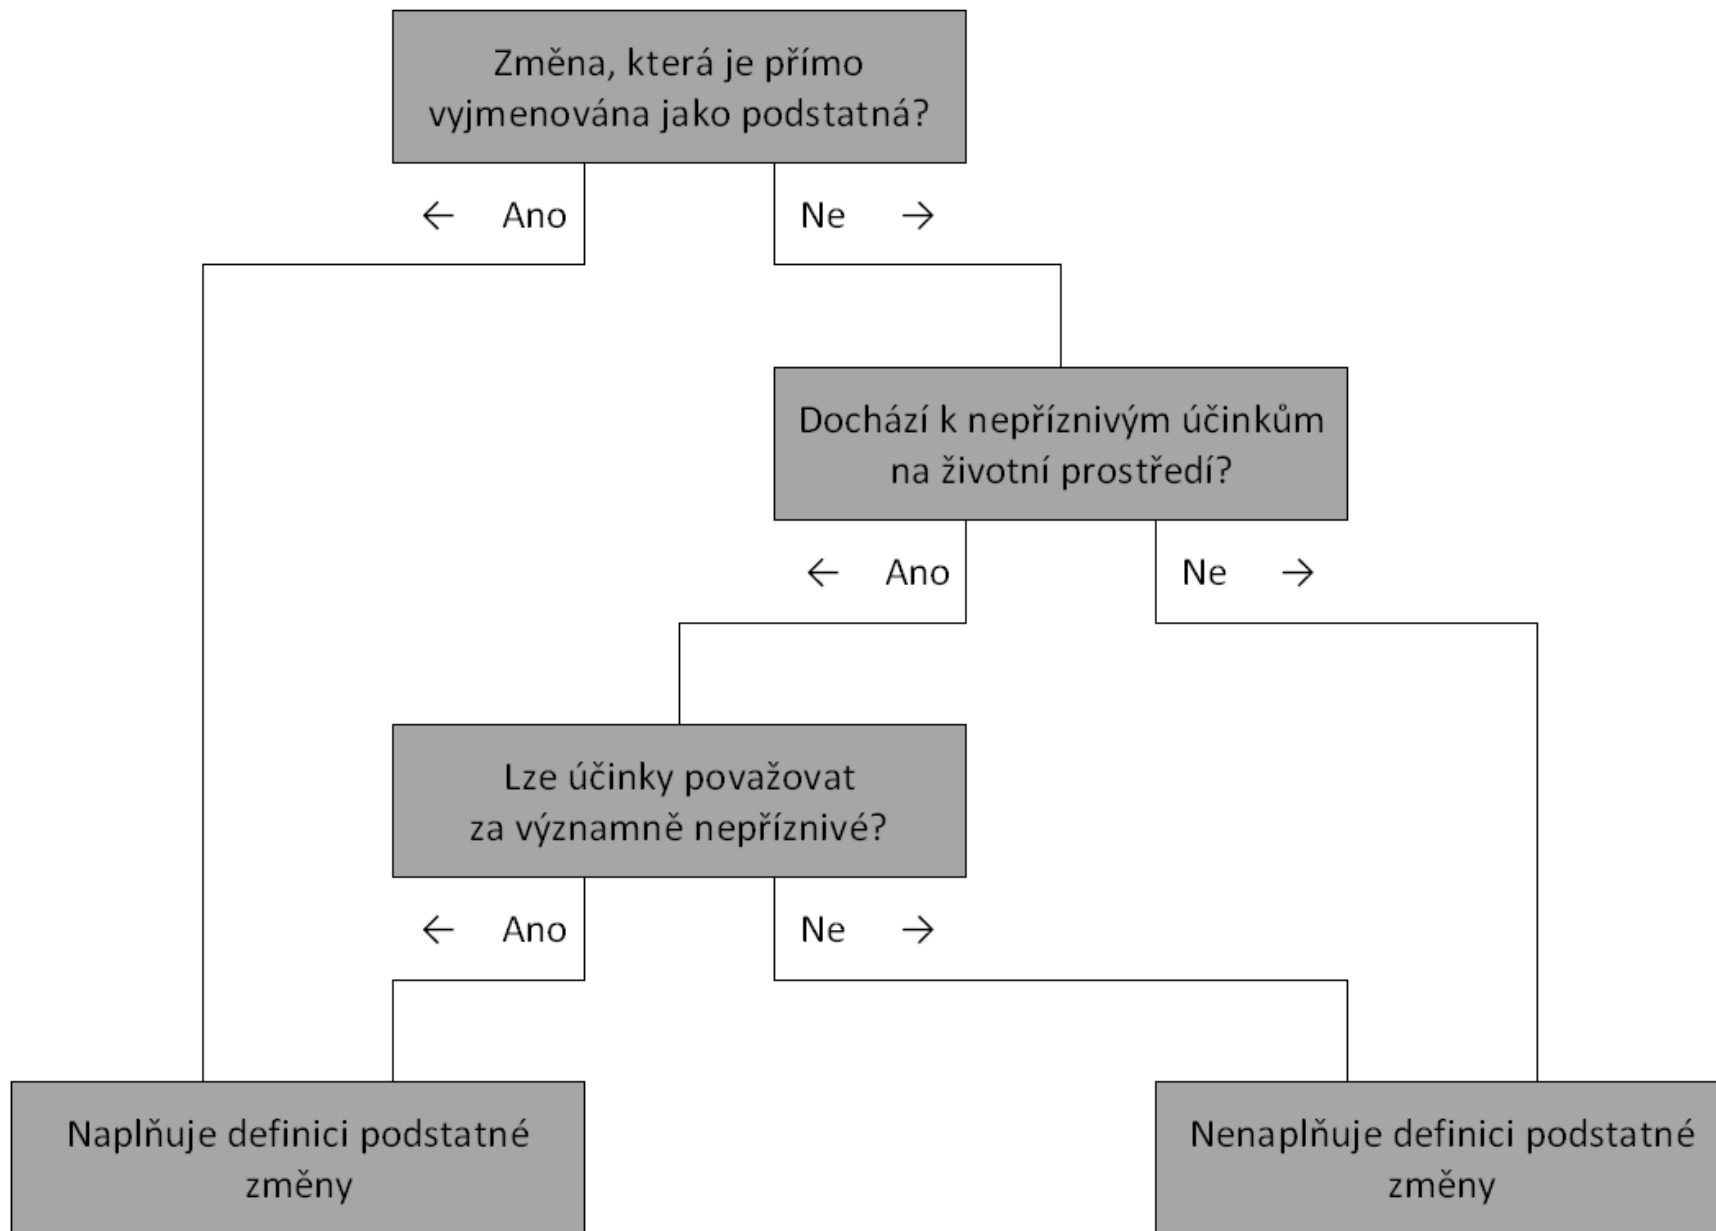 Změna, která je přímo
vyjmenována jako podstatná?
← Ano
Ne →
Dochází k nepříznivým účinkům
na životní prostředí?
← Ano
Ne →
Lze účinky považovat
za významně nepříznivé?
← Ano
Ne →
Naplňuje definici podstatné
změny
Nenaplňuje definici podstatné
změny